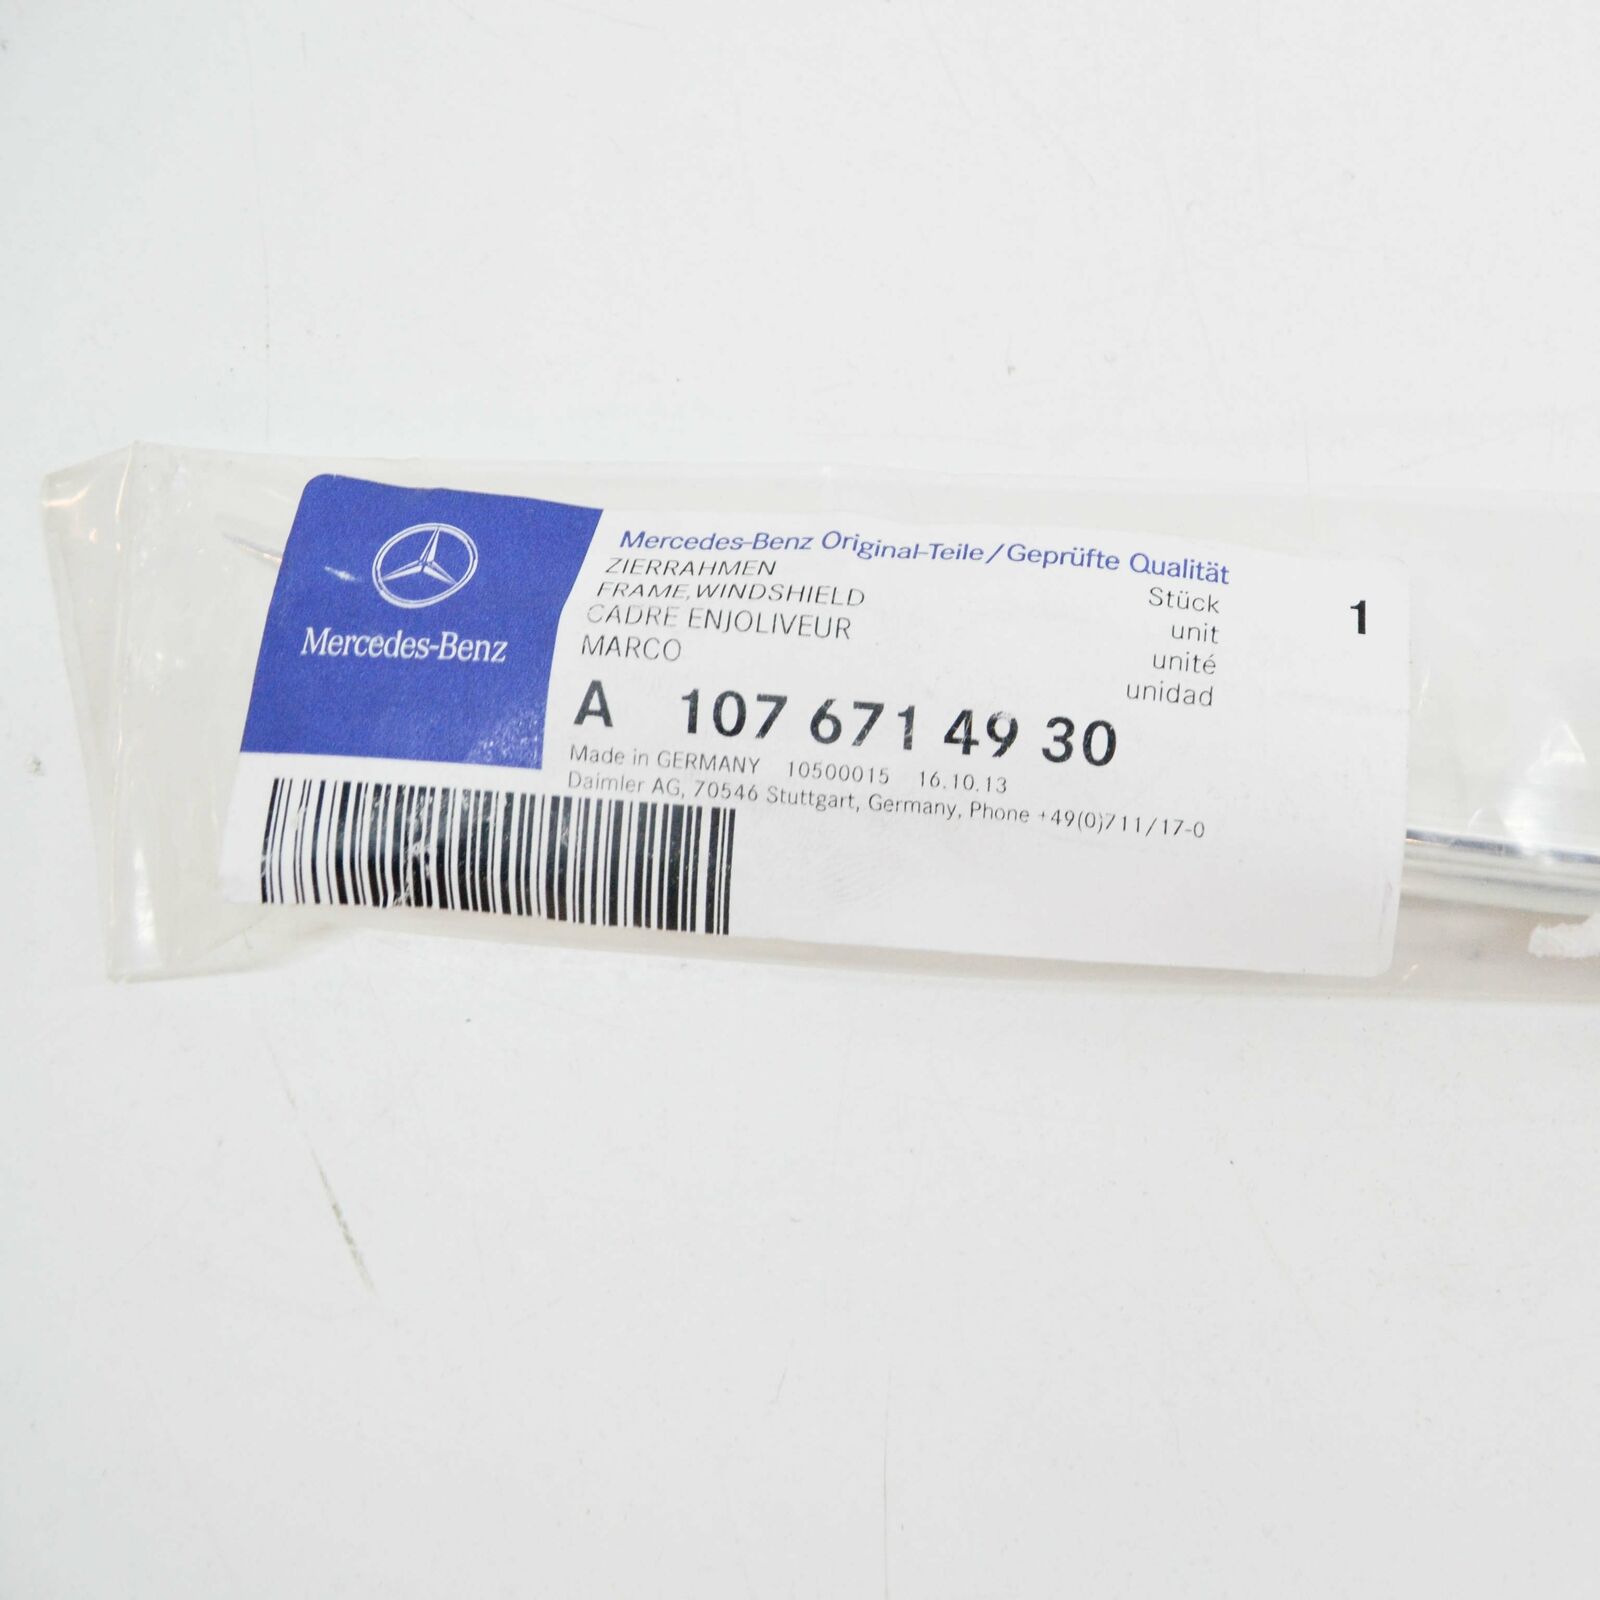 Mercedes-Benz
Mercedes-Benz Original-Teile/Geprüfte Qualität
ZIERRAHMEN
FRAME,WINDSHIELD
CADRE ENJOLIVEUR
MARCO
Stück
unit
unité
unidad
1
A 107 671 49 30
Made in GERMANY 10500015 16.10.13
Daimler AG, 70546 Stuttgart, Germany, Phone +49(0)711/17-0